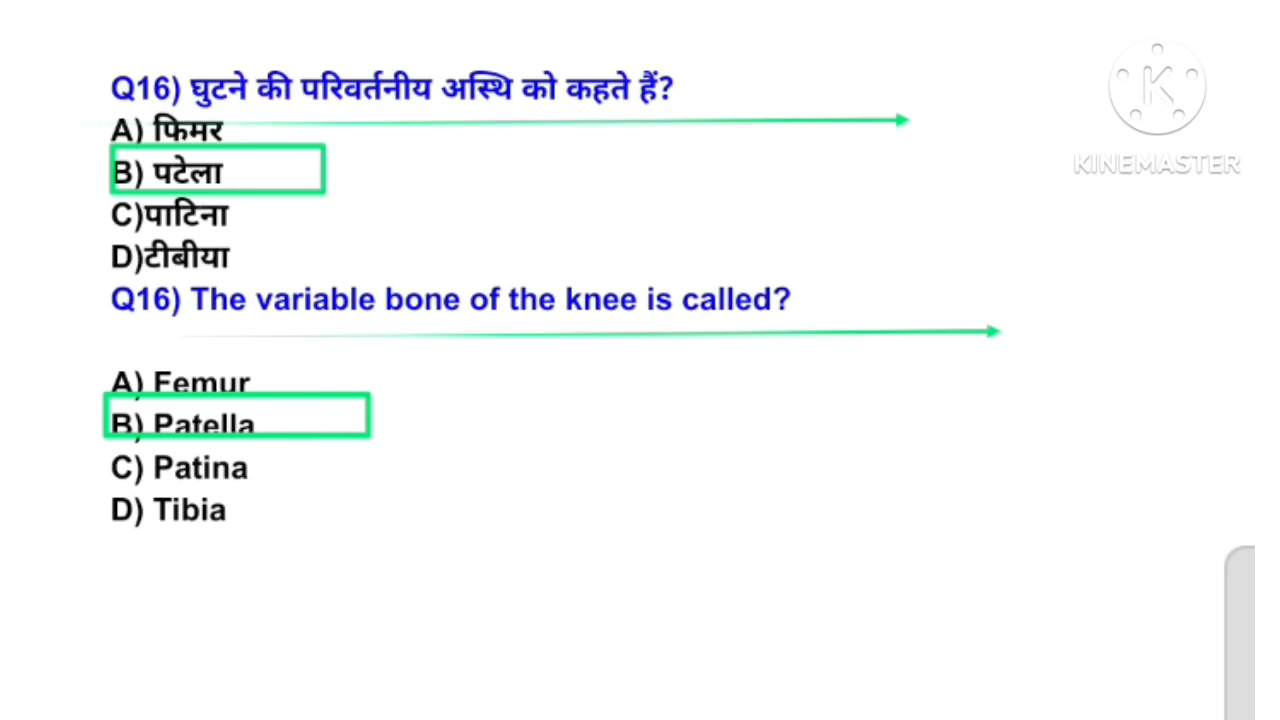 Q16) घुटने की परिवर्तनीय अस्थि को कहते हैं?
A) फिमर
B) पटेला
C)पाटिना
D)टीबीया
Q16) The variable bone of the knee is called?
A) Femur
B) Patella
C) Patina
D) Tibia
K
KINEMASTER